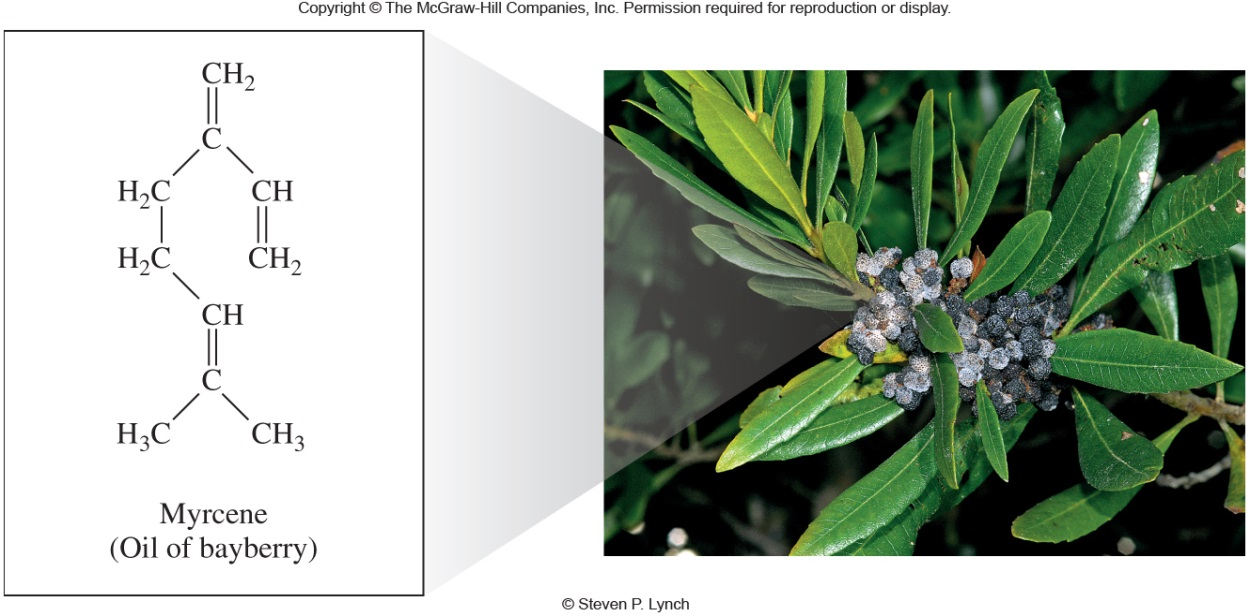 Copyright © The McGraw-Hill Companies, Inc. Permission required for reproduction or display.
CH₂
C
H₂C CH
H₂C CH₂
CH
C
H₃C CH₃
Myrcene
(Oil of bayberry)
© Steven P. Lynch